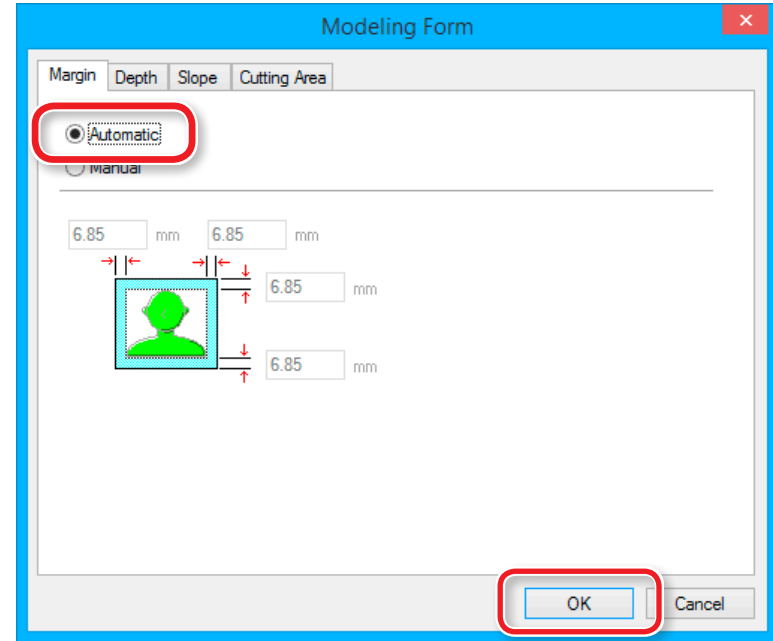 Modeling Form
Margin Depth Slope Cutting Area
Automatic
Manual
6.85 mm 6.85 mm
6.85 mm
6.85 mm
OK Cancel